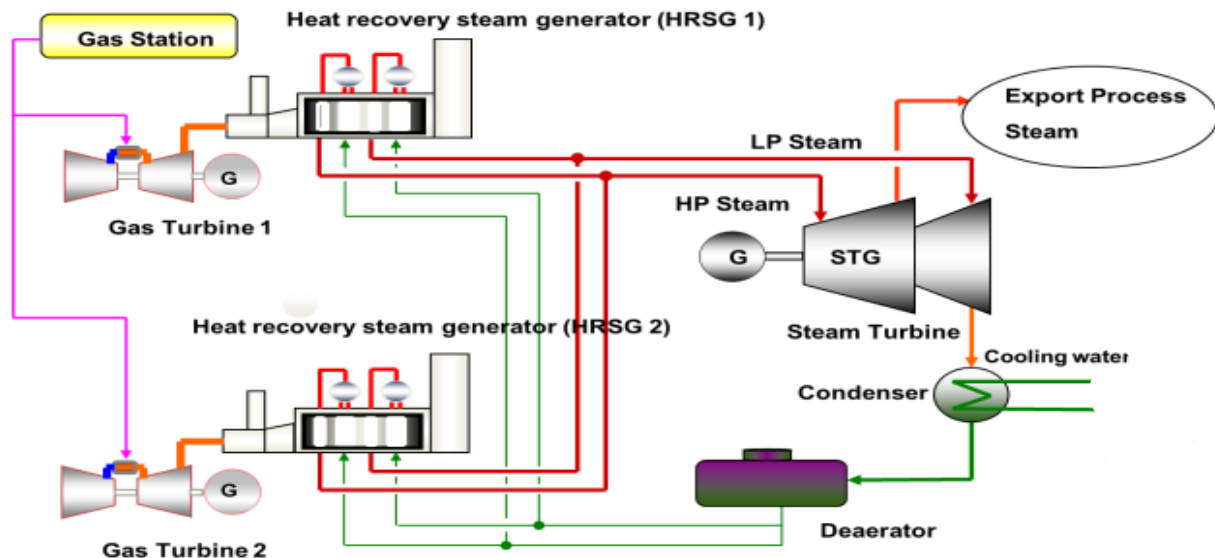 Heat recovery steam generator (HRSG 1)
Gas Station
Export Process
Steam
LP Steam
G
Gas Turbine 1
HP Steam
G
STG
Heat recovery steam generator (HRSG 2)
Steam Turbine
Cooling water
Condenser
G
Deaerator
Gas Turbine 2